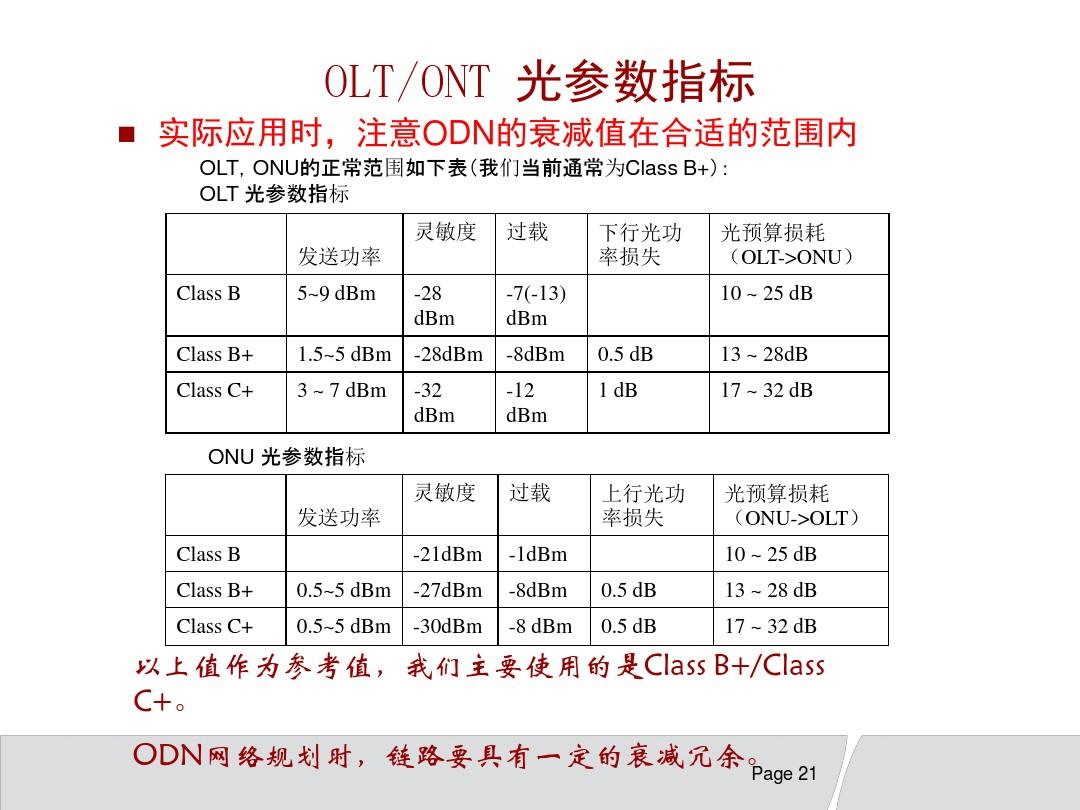 OLT/ONT 光参数指标
■ 实际应用时，注意ODN的衰减值在合适的范围内
OLT，ONU的正常范围如下表（我们当前通常为Class B+）：
OLT 光参数指标
发送功率 灵敏度 过载 下行光功率损失 光预算损耗（OLT->ONU）
Class B 5~9 dBm -28 dBm -7(-13) dBm 10 ~ 25 dB
Class B+ 1.5~5 dBm -28dBm -8dBm 0.5 dB 13 ~ 28dB
Class C+ 3 ~ 7 dBm -32 dBm -12 dBm 1 dB 17 ~ 32 dB
ONU 光参数指标
发送功率 灵敏度 过载 上行光功率损失 光预算损耗（ONU->OLT）
Class B -21dBm -1dBm 10 ~ 25 dB
Class B+ 0.5~5 dBm -27dBm -8dBm 0.5 dB 13 ~ 28 dB
Class C+ 0.5~5 dBm -30dBm -8 dBm 0.5 dB 17 ~ 32 dB
以上值作为参考值，我们主要使用的是Class B+/Class
C+。
ODN网络规划时，链路要具有一定的衰减冗余。
Page 21